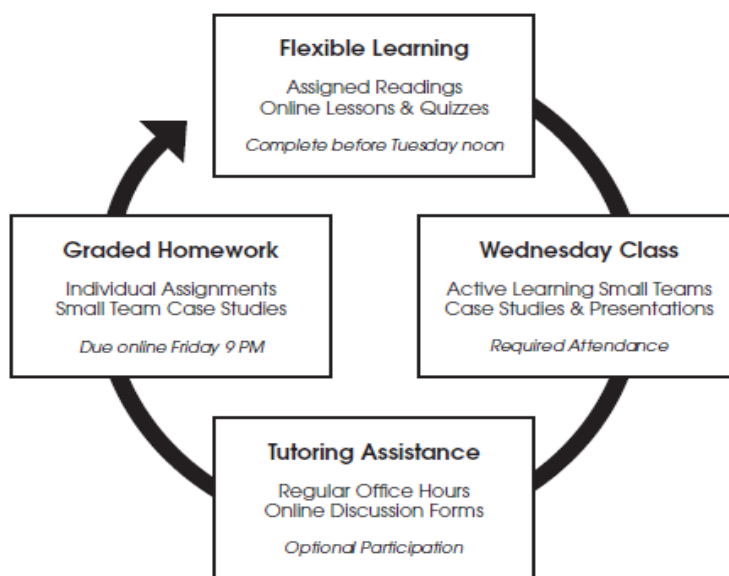 Flexible Learning
Assigned Readings
Online Lessons & Quizzes
Complete before Tuesday noon
Graded Homework
Individual Assignments
Small Team Case Studies
Due online Friday 9 PM
Wednesday Class
Active Learning Small Teams
Case Studies & Presentations
Required Attendance
Tutoring Assistance
Regular Office Hours
Online Discussion Forms
Optional Participation